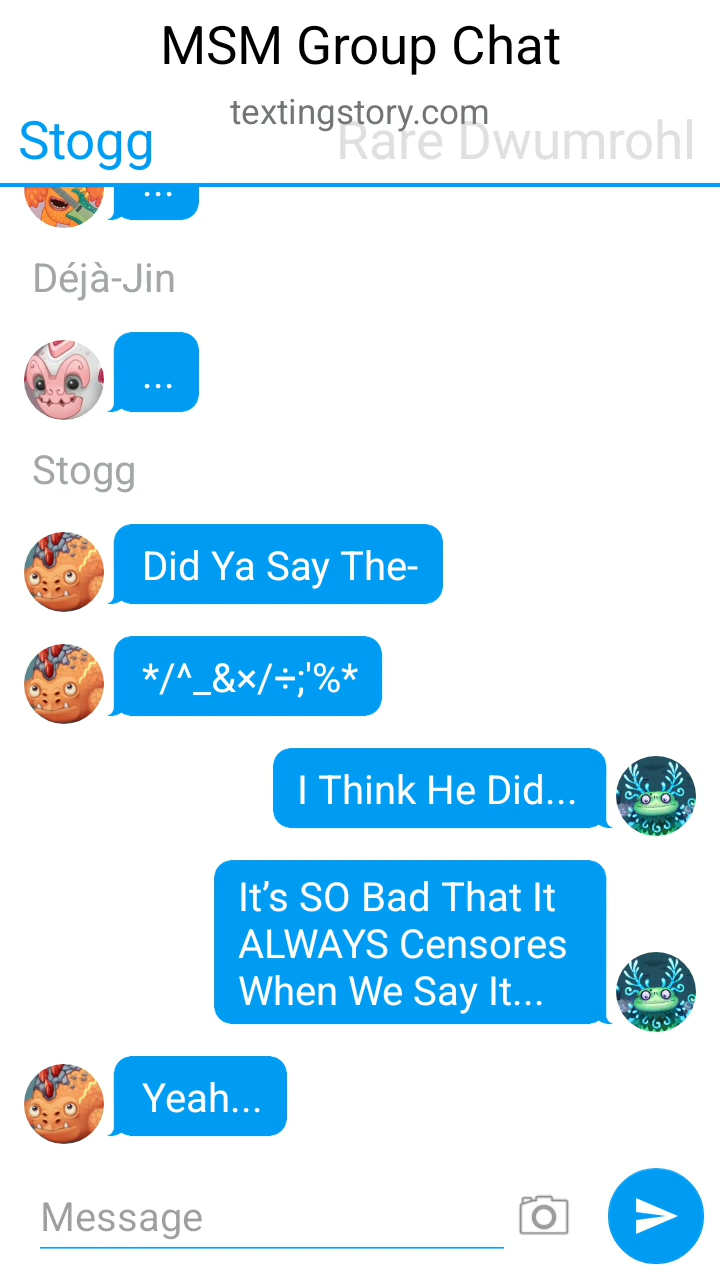 MSM Group Chat
textingstory.com
Stogg
Rare Dwumrohl
...
Déjà-Jin
...
Stogg
Did Ya Say The-
*/^_&×/÷;'%*
I Think He Did...
It’s SO Bad That It
ALWAYS Censores
When We Say It...
Yeah...
Message